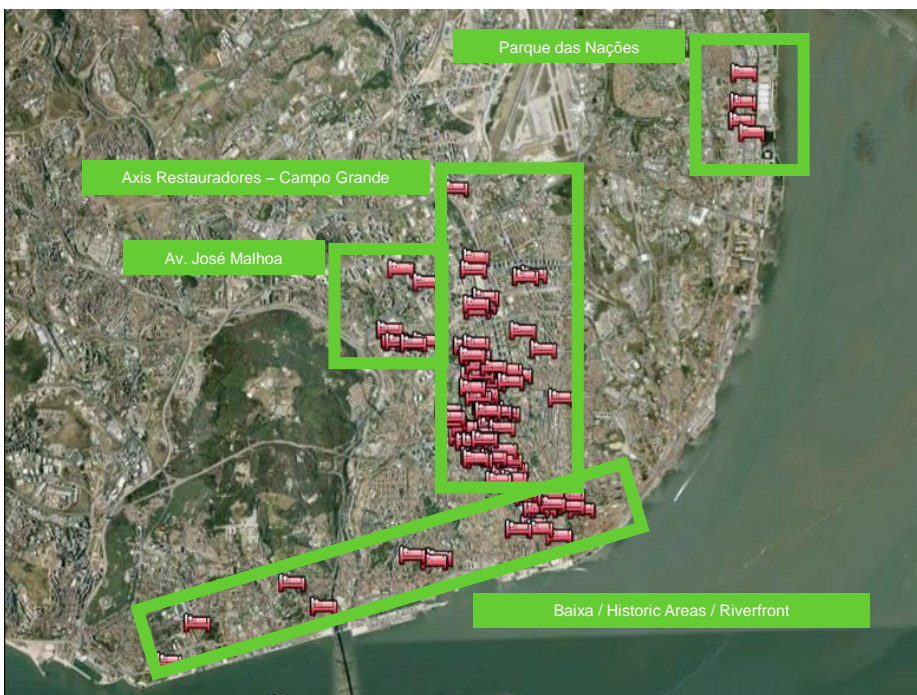 Parque das Nações
Axis Restauradores – Campo Grande
Av. José Malhoa
Baixa / Historic Areas / Riverfront